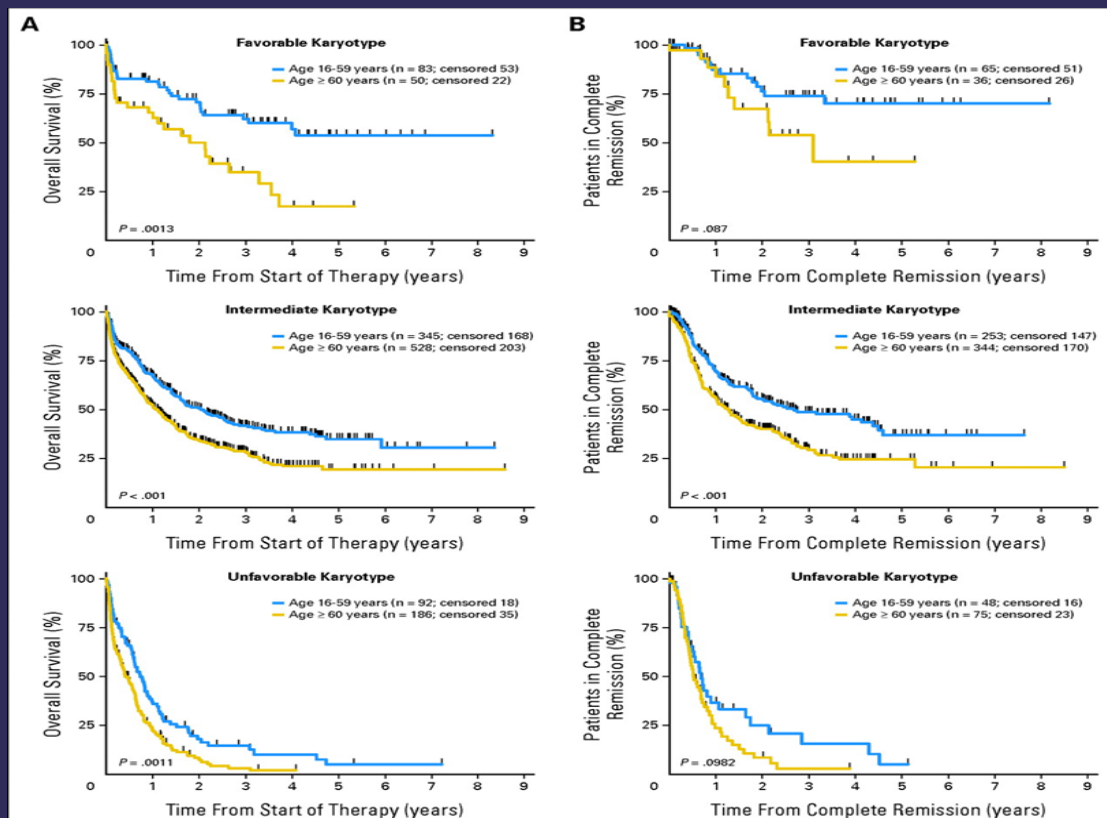 A
Favorable Karyotype
Age 16-59 years (n = 83; censored 53)
Age ≥ 60 years (n = 50; censored 22)
Overall Survival (%)
100
75
50
25
P = .0013
0 1 2 3 4 5 6 7 8 9
Time From Start of Therapy (years)
B
Favorable Karyotype
Age 16-59 years (n = 65; censored 51)
Age ≥ 60 years (n = 36; censored 26)
Patients in Complete
Remission (%)
100
75
50
25
P = .087
0 1 2 3 4 5 6 7 8 9
Time From Complete Remission (years)
Intermediate Karyotype
Age 16-59 years (n = 345; censored 168)
Age ≥ 60 years (n = 528; censored 203)
Overall Survival (%)
100
75
50
25
P < .001
0 1 2 3 4 5 6 7 8 9
Time From Start of Therapy (years)
Intermediate Karyotype
Age 16-59 years (n = 253; censored 147)
Age ≥ 60 years (n = 344; censored 170)
Patients in Complete
Remission (%)
100
75
50
25
P < .001
0 1 2 3 4 5 6 7 8 9
Time From Complete Remission (years)
Unfavorable Karyotype
Age 16-59 years (n = 92; censored 18)
Age ≥ 60 years (n = 186; censored 35)
Overall Survival (%)
100
75
50
25
P = .0011
0 1 2 3 4 5 6 7 8 9
Time From Start of Therapy (years)
Unfavorable Karyotype
Age 16-59 years (n = 48; censored 16)
Age ≥ 60 years (n = 75; censored 23)
Patients in Complete
Remission (%)
100
75
50
25
P = .0982
0 1 2 3 4 5 6 7 8 9
Time From Complete Remission (years)